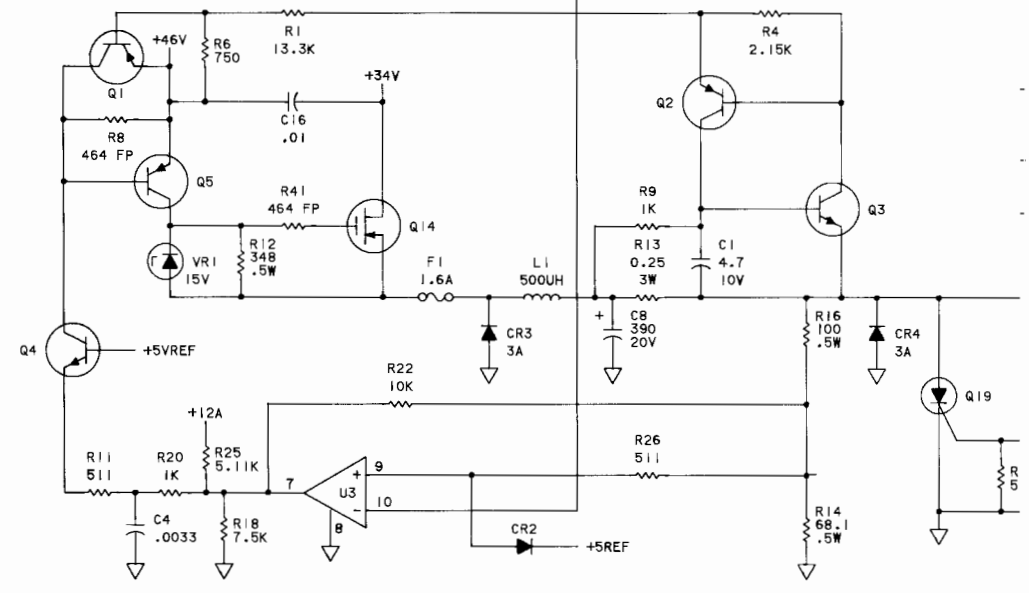 R1
13.3K
R4
2.15K
+46V
R6
750
Q1
+34V
C16
.01
Q2
R8
464 FP
Q5
R41
464 FP
Q14
R9
1K
Q3
R12
348
.5W
VR1
15V
F1
1.6A
L1
500UH
R13
0.25
3W
C1
4.7
10V
Q4
+5VREF
CR3
3A
+
C8
390
20V
R16
100
.5W
CR4
3A
R22
10K
Q19
+12A
R25
5.11K
R11
511
R20
1K
7
U3
+
-
9
10
8
R26
511
R
5
C4
.0033
R18
7.5K
CR2
+5REF
R14
68.1
.5W